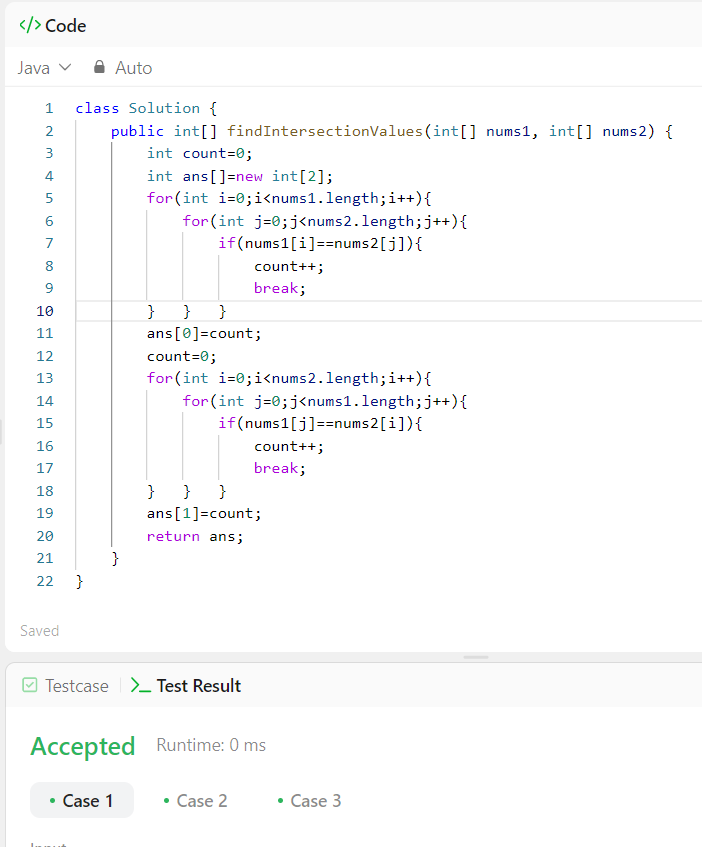 </> Code
Java Auto
1 class Solution {
2 public int[] findIntersectionValues(int[] nums1, int[] nums2) {
3 int count=0;
4 int ans[]=new int[2];
5 for(int i=0;i<nums1.length;i++){
6 for(int j=0;j<nums2.length;j++){
7 if(nums1[i]==nums2[j]){
8 count++;
9 break;
10 } } }
11 ans[0]=count;
12 count=0;
13 for(int i=0;i<nums2.length;i++){
14 for(int j=0;j<nums1.length;j++){
15 if(nums1[j]==nums2[i]){
16 count++;
17 break;
18 } } }
19 ans[1]=count;
20 return ans;
21 }
22 }
Saved
Testcase >_ Test Result
Accepted Runtime: 0 ms
• Case 1 • Case 2 • Case 3